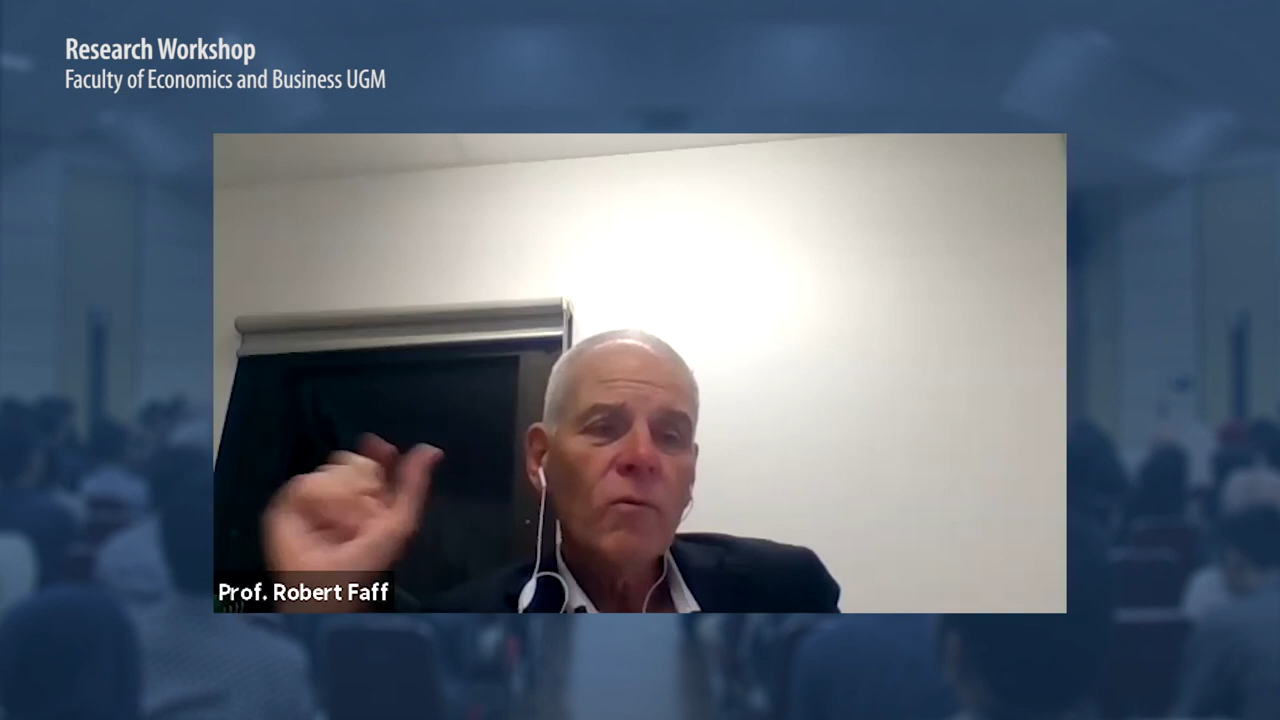 Research Workshop
Faculty of Economics and Business UGM
Prof. Robert Faff